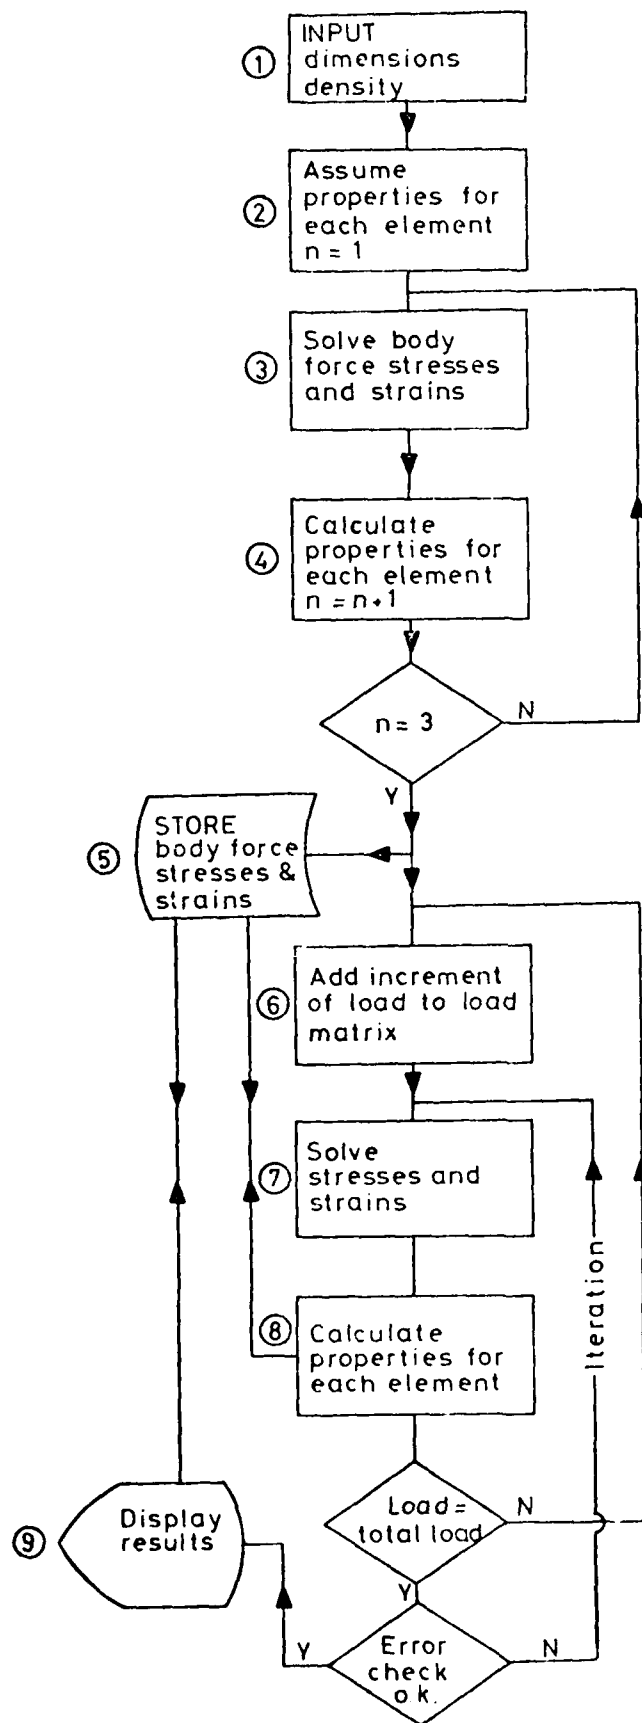 ①
INPUT
dimensions
density
②
Assume
properties for
each element
n = 1
③
Solve body
force stresses
and strains
④
Calculate
properties for
each element
n = n+1
n = 3
N
Y
⑤
STORE
body force
stresses &
strains
⑥
Add increment
of load to load
matrix
⑦
Solve
stresses and
strains
Iteration
⑧
Calculate
properties for
each element
Load =
total load
N
Y
⑨
Display
results
Error
check
o.k.
Y
N